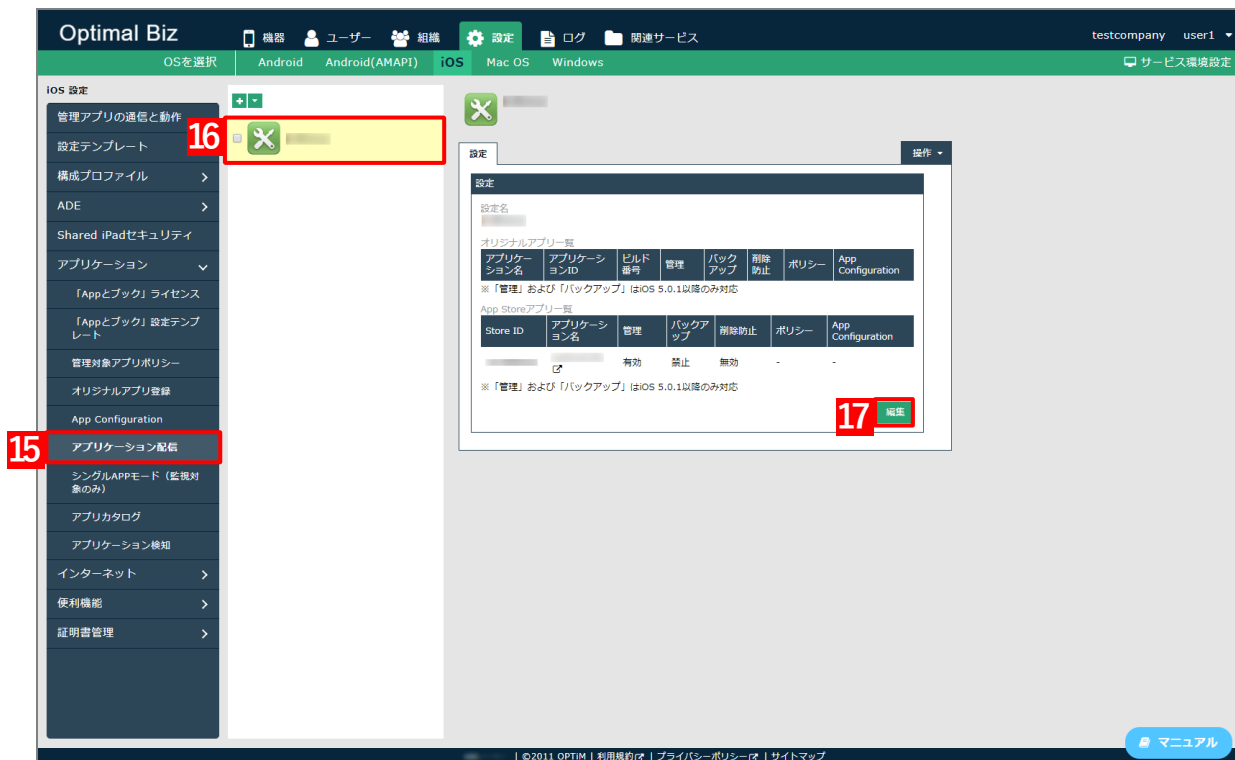 Optimal Biz
機器 ユーザー 組織 設定 ログ 関連サービス
testcompany user1
OSを選択 Android Android(AMAPI) iOS Mac OS Windows
サービス環境設定
iOS 設定
管理アプリの通信と動作
設定テンプレート
構成プロファイル
ADE
Shared iPadセキュリティ
アプリケーション
「Appとブック」ライセンス
「Appとブック」設定テンプ
レート
管理対象アプリポリシー
オリジナルアプリ登録
App Configuration
15
アプリケーション配信
シングルAPPモード（監視対
象のみ）
アプリカタログ
アプリケーション検知
インターネット
便利機能
証明書管理
16
設定
操作
設定
設定名
オリジナルアプリ一覧
アプリケー
ション名
アプリケーシ
ョンID
ビルド
番号
管理
バック
アップ
削除
防止
ポリシー
App
Configuration
※「管理」および「バックアップ」はiOS 5.0.1以降のみ対応
App Storeアプリ一覧
Store ID
アプリケーシ
ョン名
管理
バックア
ップ
削除防止
ポリシー
App
Configuration
有効 禁止 無効 - -
※「管理」および「バックアップ」はiOS 5.0.1以降のみ対応
17
編集
マニュアル
| ©2011 OPTiM | 利用規約 | プライバシーポリシー | サイトマップ